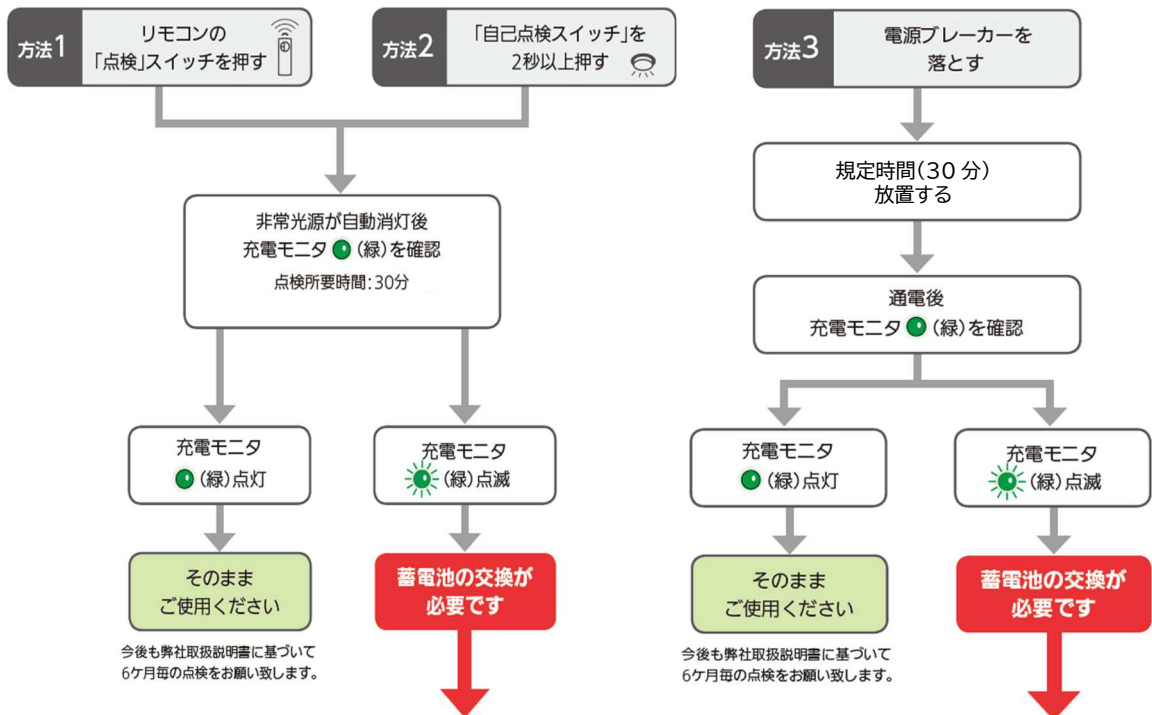 方法1
リモコンの
「点検」スイッチを押す
方法2
「自己点検スイッチ」を
2秒以上押す
非常光源が自動消灯後
充電モニタ (緑)を確認
点検所要時間:30分
充電モニタ
(緑)点灯
そのまま
ご使用ください
今後も弊社取扱説明書に基づいて
6ケ月毎の点検をお願い致します。
充電モニタ
(緑)点滅
蓄電池の交換が
必要です
方法3
電源ブレーカーを
落とす
規定時間(30 分)
放置する
通電後
充電モニタ (緑)を確認
充電モニタ
(緑)点灯
そのまま
ご使用ください
今後も弊社取扱説明書に基づいて
6ケ月毎の点検をお願い致します。
充電モニタ
(緑)点滅
蓄電池の交換が
必要です